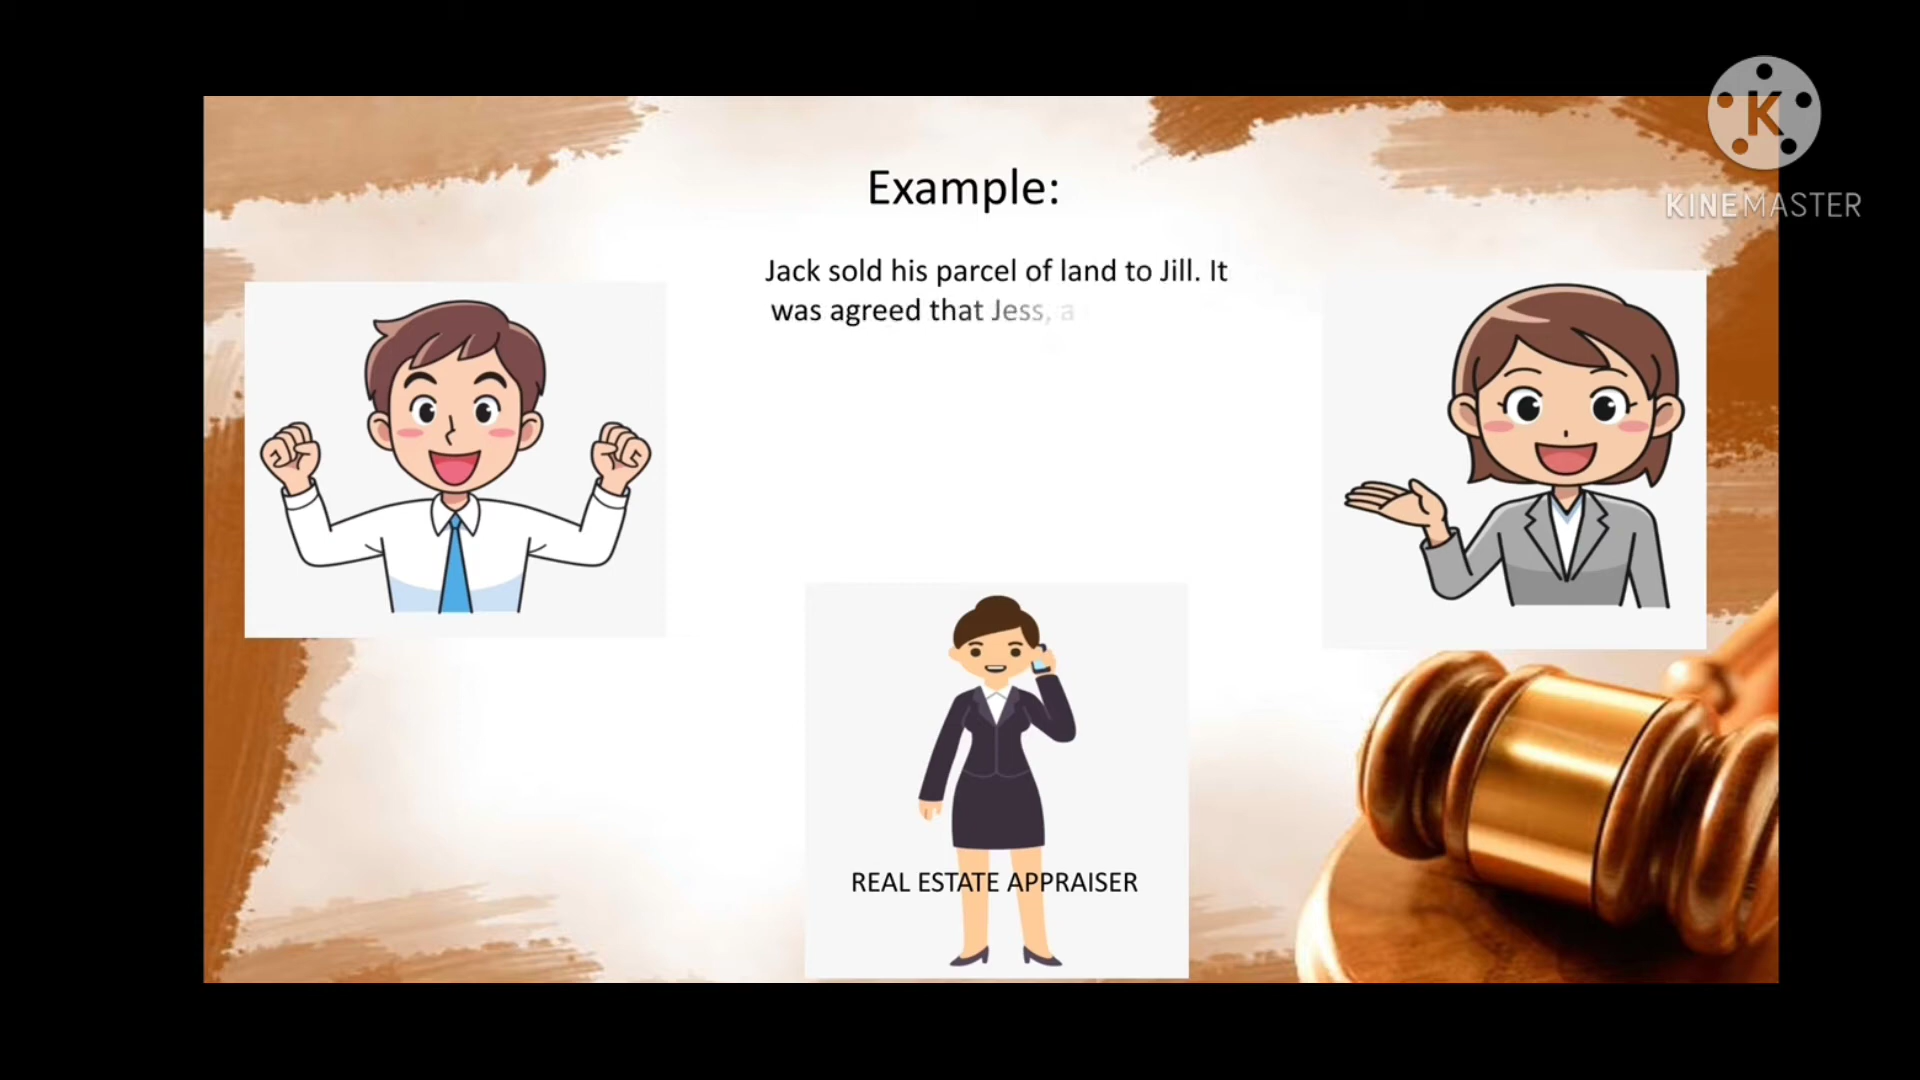 K
KINEMASTER
Example:
Jack sold his parcel of land to Jill. It
was agreed that Jess, a
REAL ESTATE APPRAISER